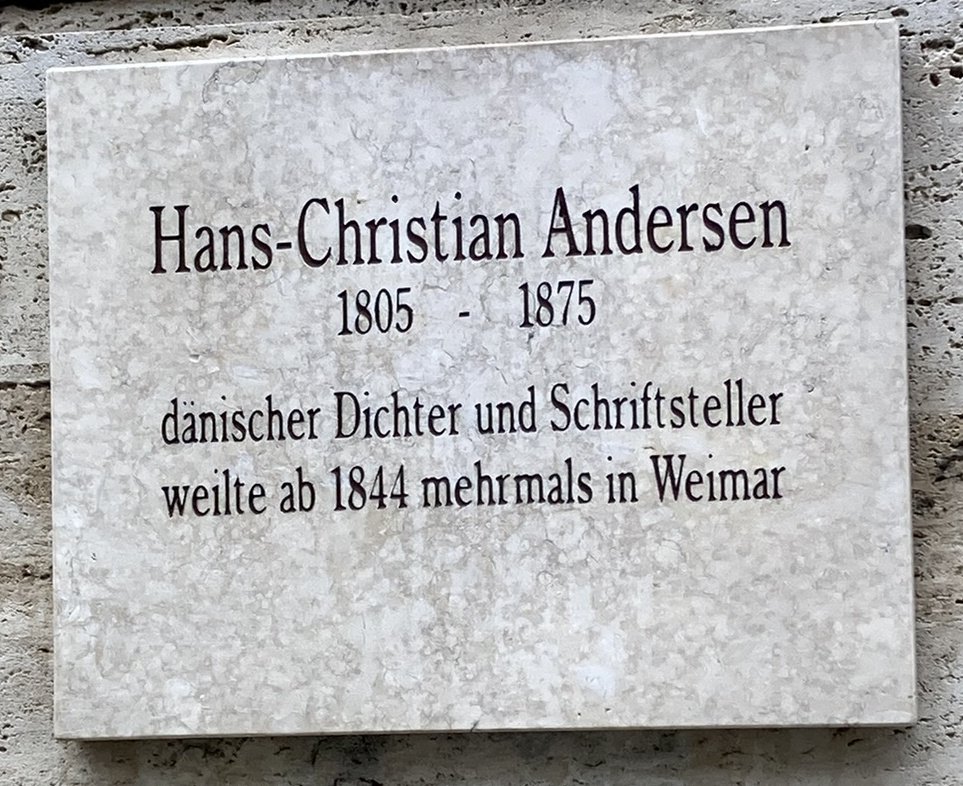 Hans-Christian Andersen
1805 - 1875
dänischer Dichter und Schriftsteller
weilte ab 1844 mehrmals in Weimar